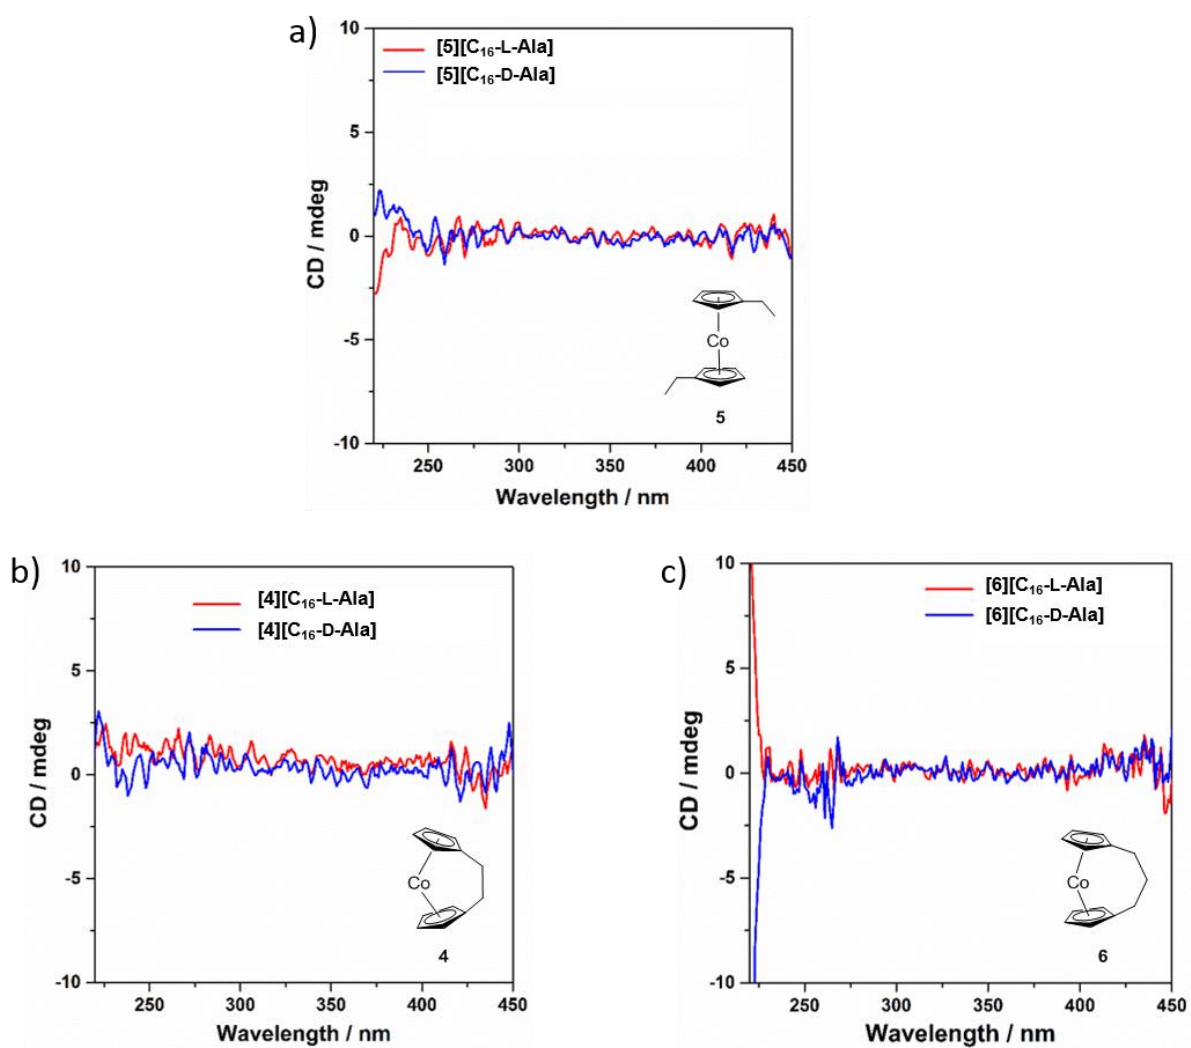 a)
10
5
0
-5
-10
CD / mdeg
[5][C₁₆-L-Ala]
[5][C₁₆-D-Ala]
Co
5
250 300 350 400 450
Wavelength / nm
b)
10
5
0
-5
-10
CD / mdeg
[4][C₁₆-L-Ala]
[4][C₁₆-D-Ala]
Co
4
250 300 350 400 450
Wavelength / nm
c)
10
5
0
-5
-10
CD / mdeg
[6][C₁₆-L-Ala]
[6][C₁₆-D-Ala]
Co
6
250 300 350 400 450
Wavelength / nm